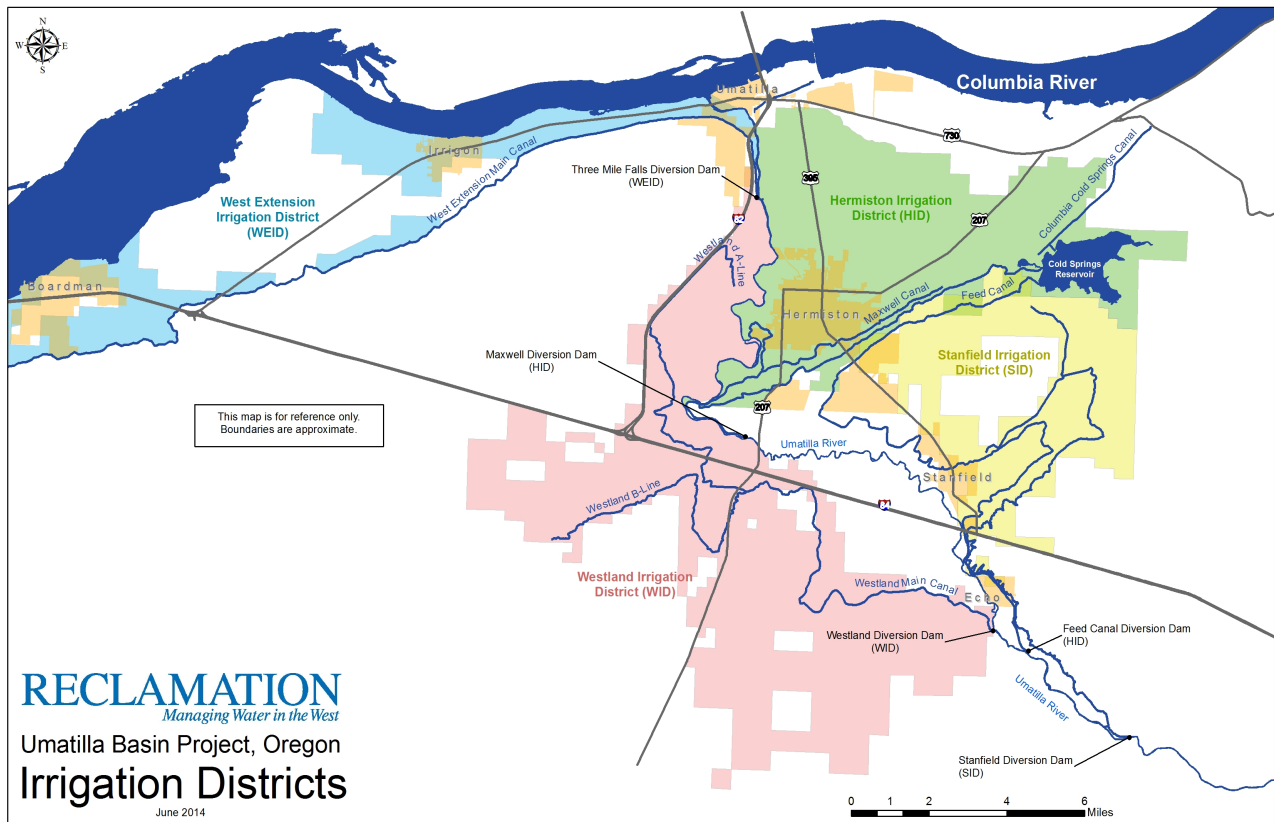 N
W
E
S
Columbia River
Umatilla
730
Irrigon
West Extension Main Canal
Three Mile Falls Diversion Dam
(WEID)
395
Columbia Cold Springs Canal
West Extension
Irrigation District
(WEID)
Hermiston Irrigation
District (HID)
82
207
Westland A-Line
Cold Springs
Reservoir
Boardman
Maxwell Canal
Feed Canal
Hermiston
Maxwell Diversion Dam
(HID)
Stanfield Irrigation
District (SID)
This map is for reference only.
Boundaries are approximate.
207
Umatilla River
Stanfield
Westland B-Line
84
Westland Irrigation
District (WID)
Westland Main Canal
Echo
Westland Diversion Dam
(WID)
Feed Canal Diversion Dam
(HID)
Umatilla River
RECLAMATION
Managing Water in the West
Umatilla Basin Project, Oregon
Irrigation Districts
June 2014
Stanfield Diversion Dam
(SID)
0 1 2 4 6
Miles